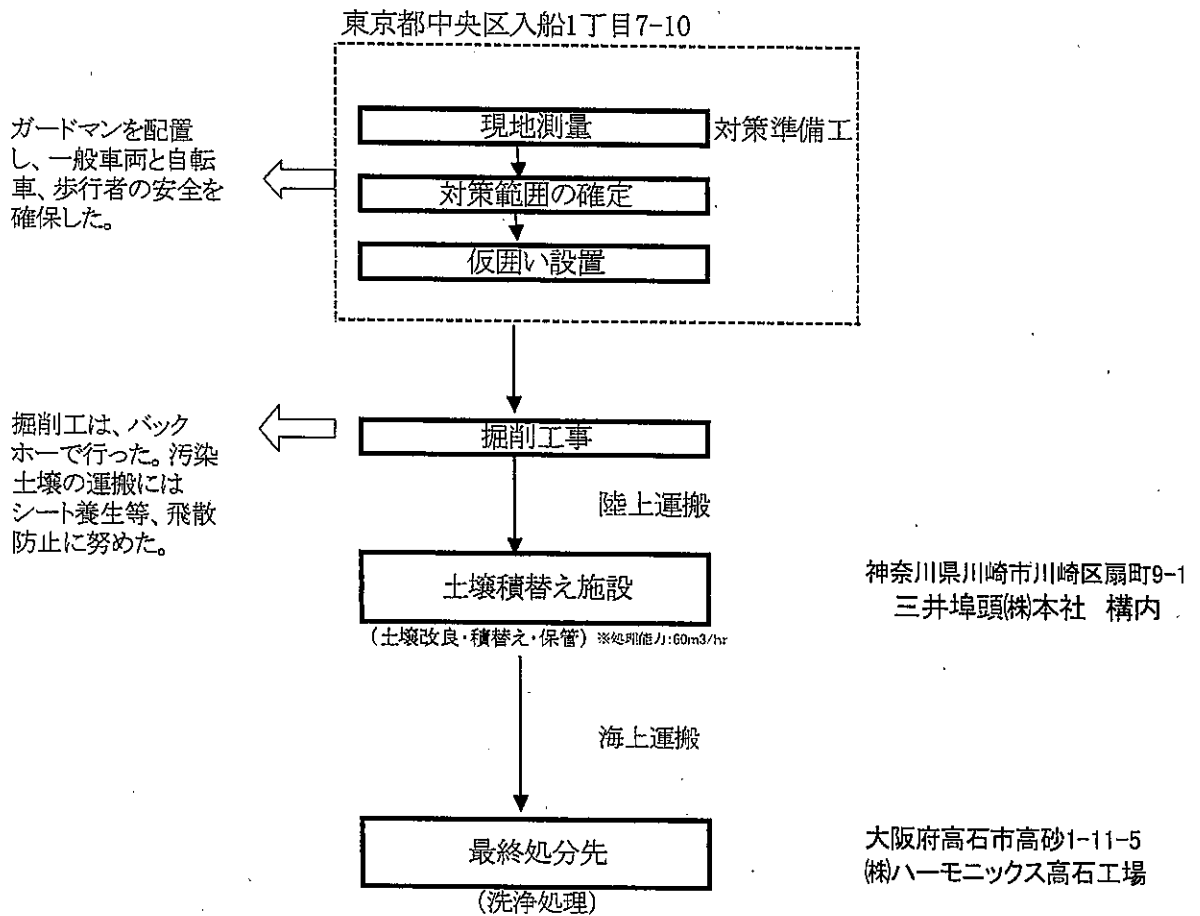 東京都中央区入船1丁目7-10
現地測量
対策準備工
ガードマンを配置
し、一般車両と自転
車、歩行者の安全を
確保した。
対策範囲の確定
仮囲い設置
掘削工は、バック
ホーで行った。汚染
土壌の運搬には
シート養生等、飛散
防止に努めた。
掘削工事
陸上運搬
土壌積替え施設
(土壌改良・積替え・保管) ※処理能力:60m3/hr
神奈川県川崎市川崎区扇町9-1
三井埠頭㈱本社 構内
海上運搬
最終処分先
(洗浄処理)
大阪府高石市高砂1-11-5
㈱ハーモニックス高石工場